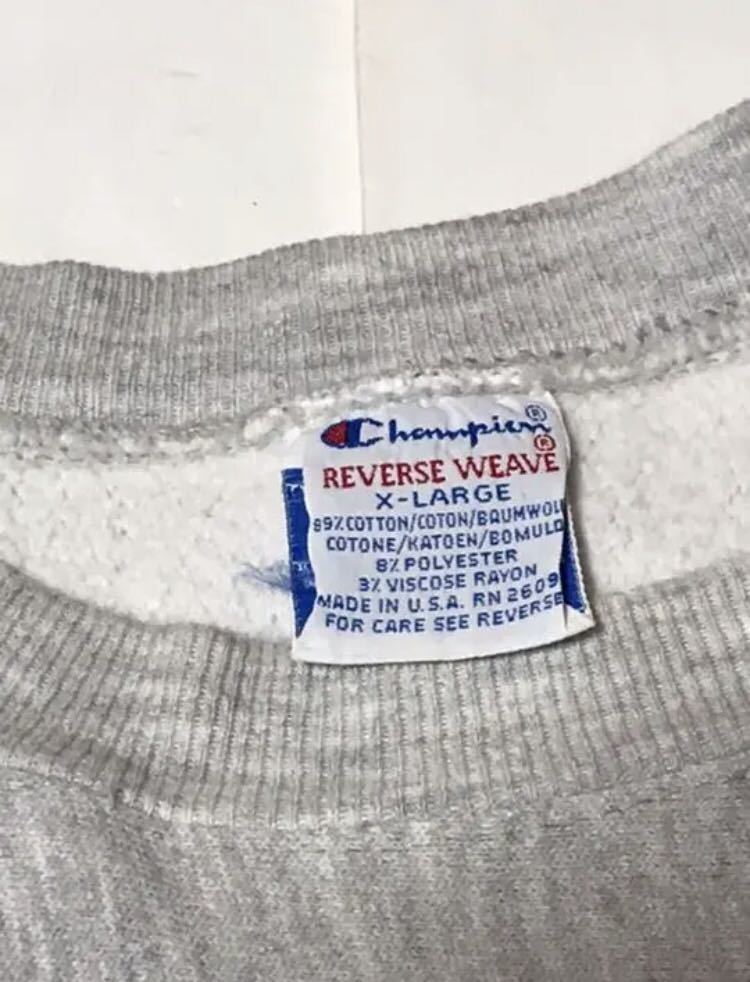 Champion®
REVERSE WEAVE®
X-LARGE
89% COTTON/COTON/BAUMWOLL
COTONE/KATOEN/BOMULD
8% POLYESTER
3% VISCOSE RAYON
MADE IN U.S.A. RN 26094
FOR CARE SEE REVERSE